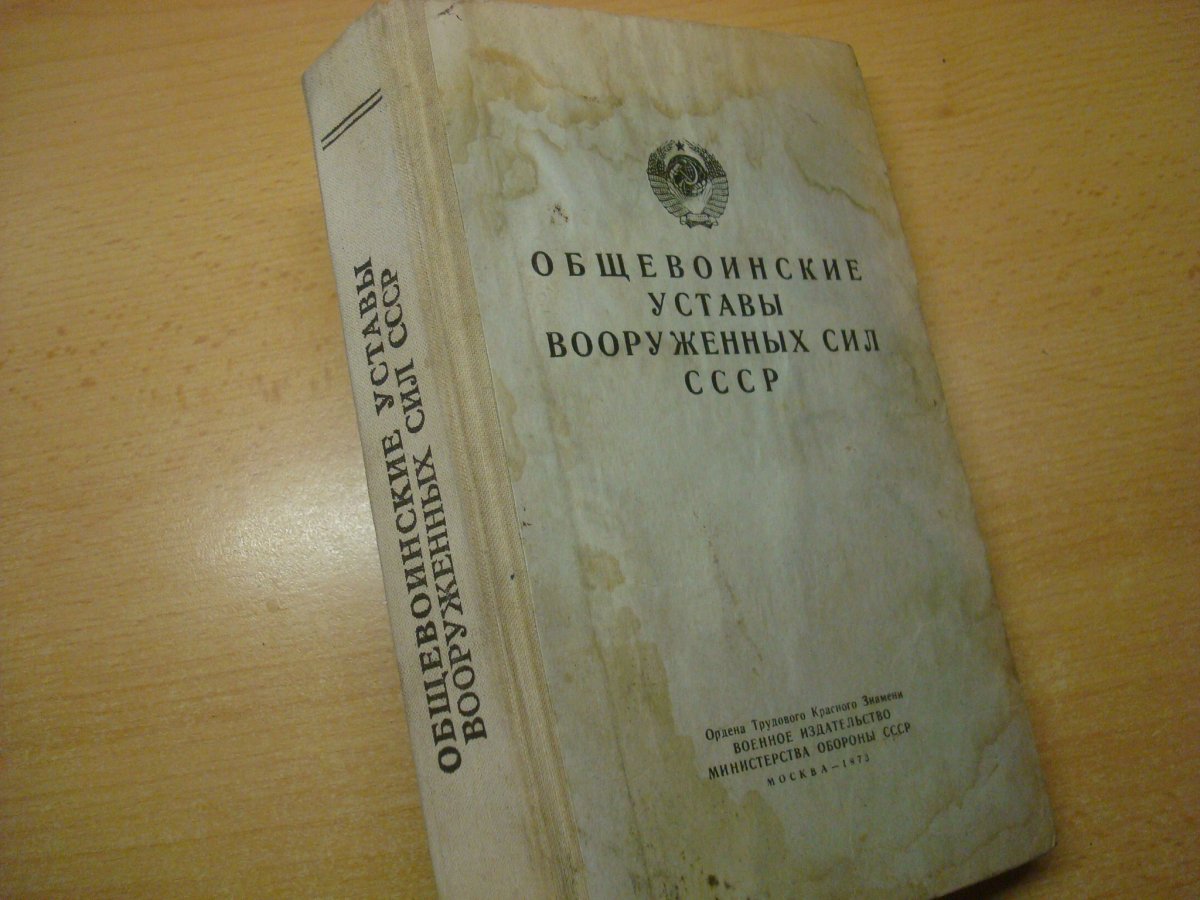 ОБЩЕВОИНСКИЕ УСТАВЫ
ВООРУЖЕННЫХ СИЛ СССР
ОБЩЕВОИНСКИЕ
УСТАВЫ
ВООРУЖЕННЫХ СИЛ
СССР
Ордена Трудового Красного Знамени
ВОЕННОЕ ИЗДАТЕЛЬСТВО
МИНИСТЕРСТВА ОБОРОНЫ СССР
МОСКВА — 1973